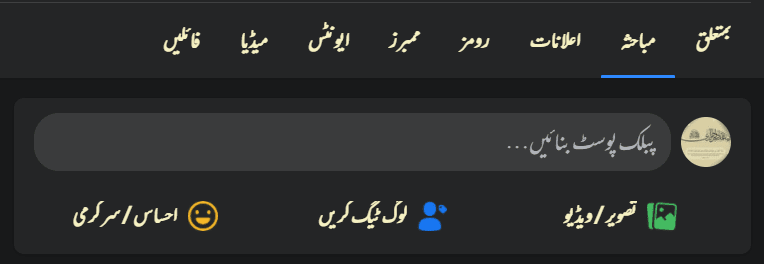 بمتعلق مباحثہ اعلانات رومز ممبرز ایونٹس میڈیا فائلیں
پبلک پوسٹ بنائیں...
تصویر/ویڈیو لوگ ٹیگ کریں احساس/سرگرمی